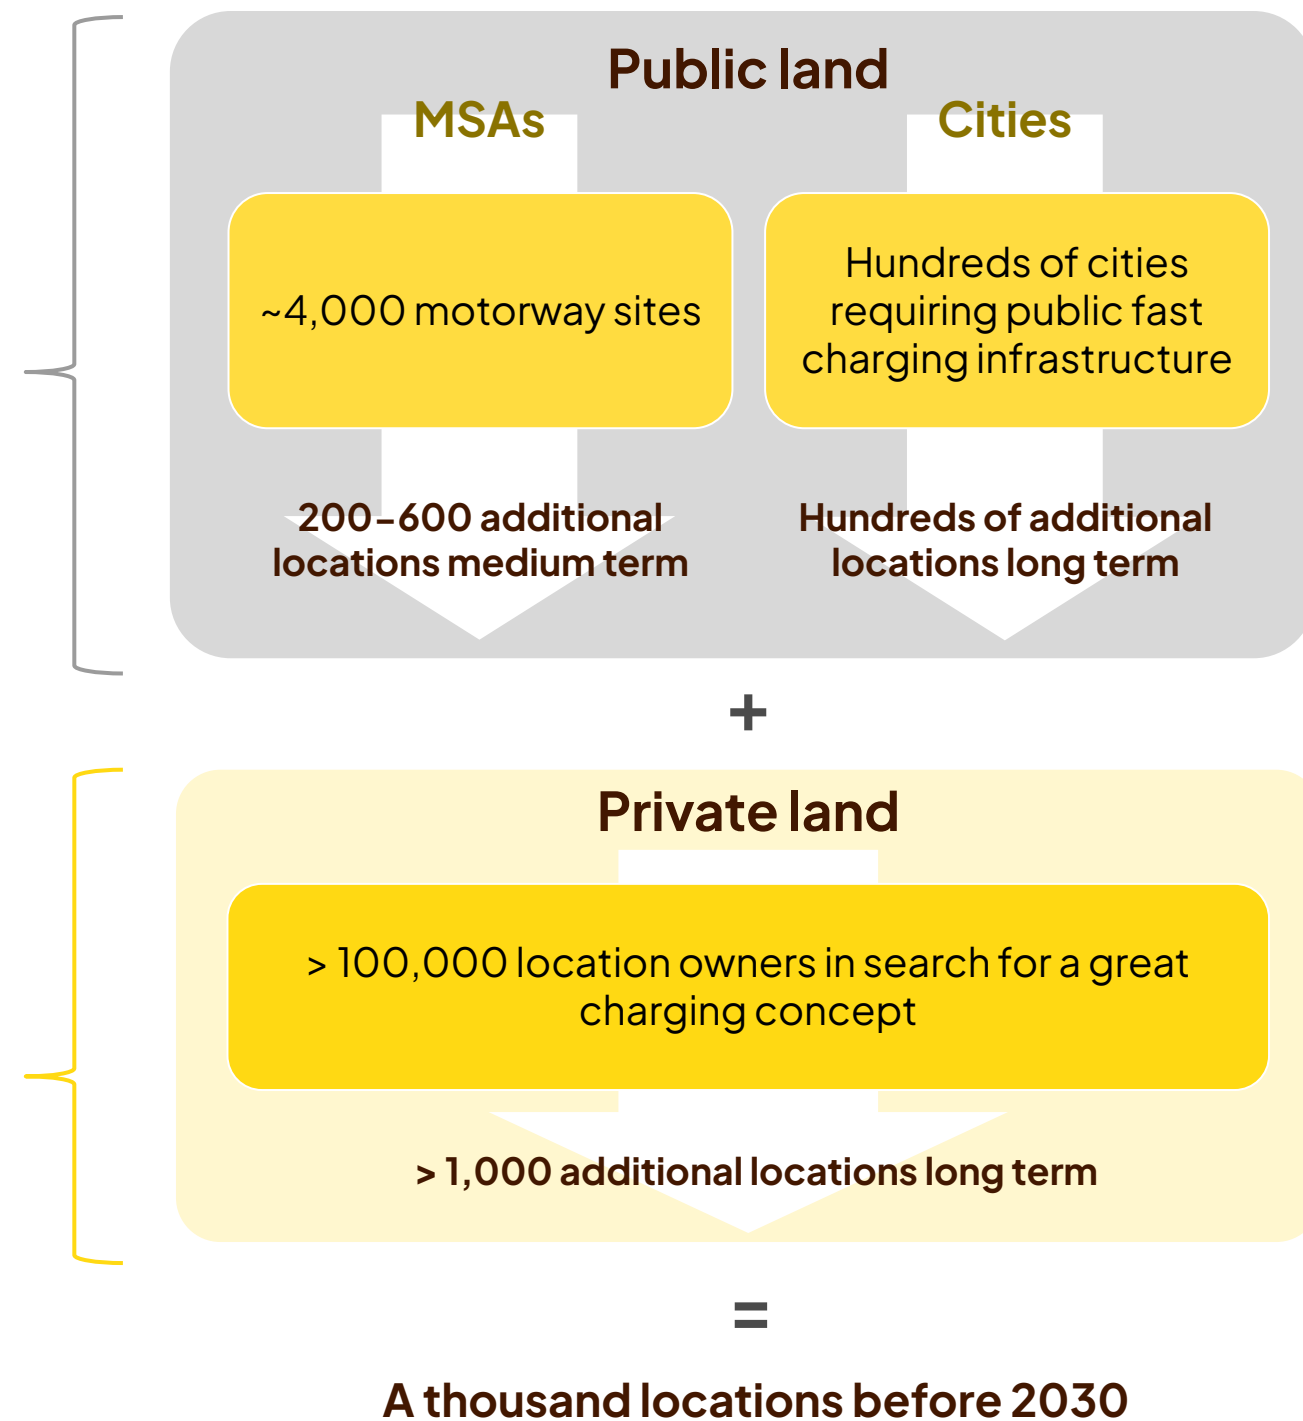 Public land
MSAs
Cities
~4,000 motorway sites
Hundreds of cities
requiring public fast
charging infrastructure
200–600 additional
locations medium term
Hundreds of additional
locations long term
+
Private land
> 100,000 location owners in search for a great
charging concept
> 1,000 additional locations long term
=
A thousand locations before 2030